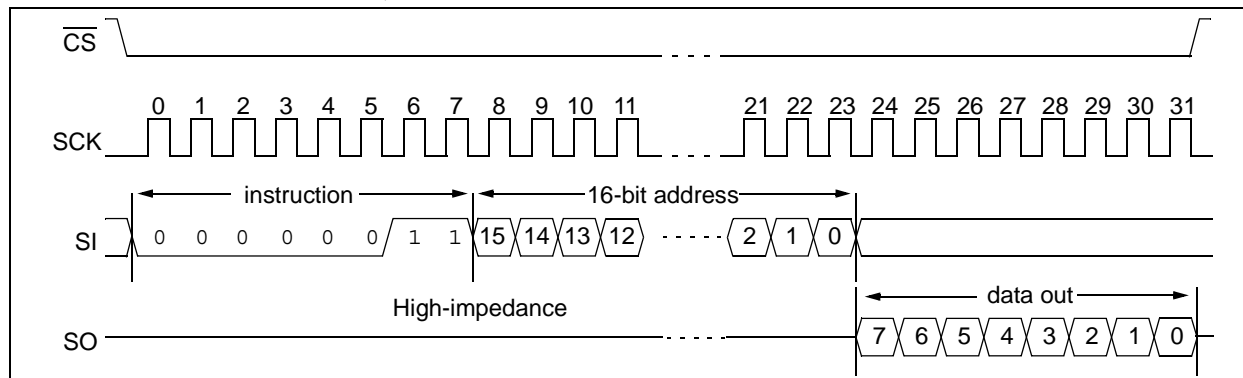 CS
0 1 2 3 4 5 6 7 8 9 10 11 21 22 23 24 25 26 27 28 29 30 31
SCK
instruction 16-bit address
SI 0 0 0 0 0 0 1 1 15 14 13 12 2 1 0
High-impedance data out
SO 7 6 5 4 3 2 1 0